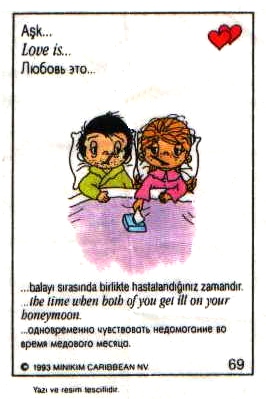 Aşk...
Love is...
Любовь это...
...balayı sırasında birlikte hastalandığınız zamandır.
...the time when both of you get ill on your
honeymoon.
...одновременно чувствовать недомогание во
время медового месяца.
© 1993 MINIKIM CARIBBEAN NV.
69
Yazı ve resim tescillidir.